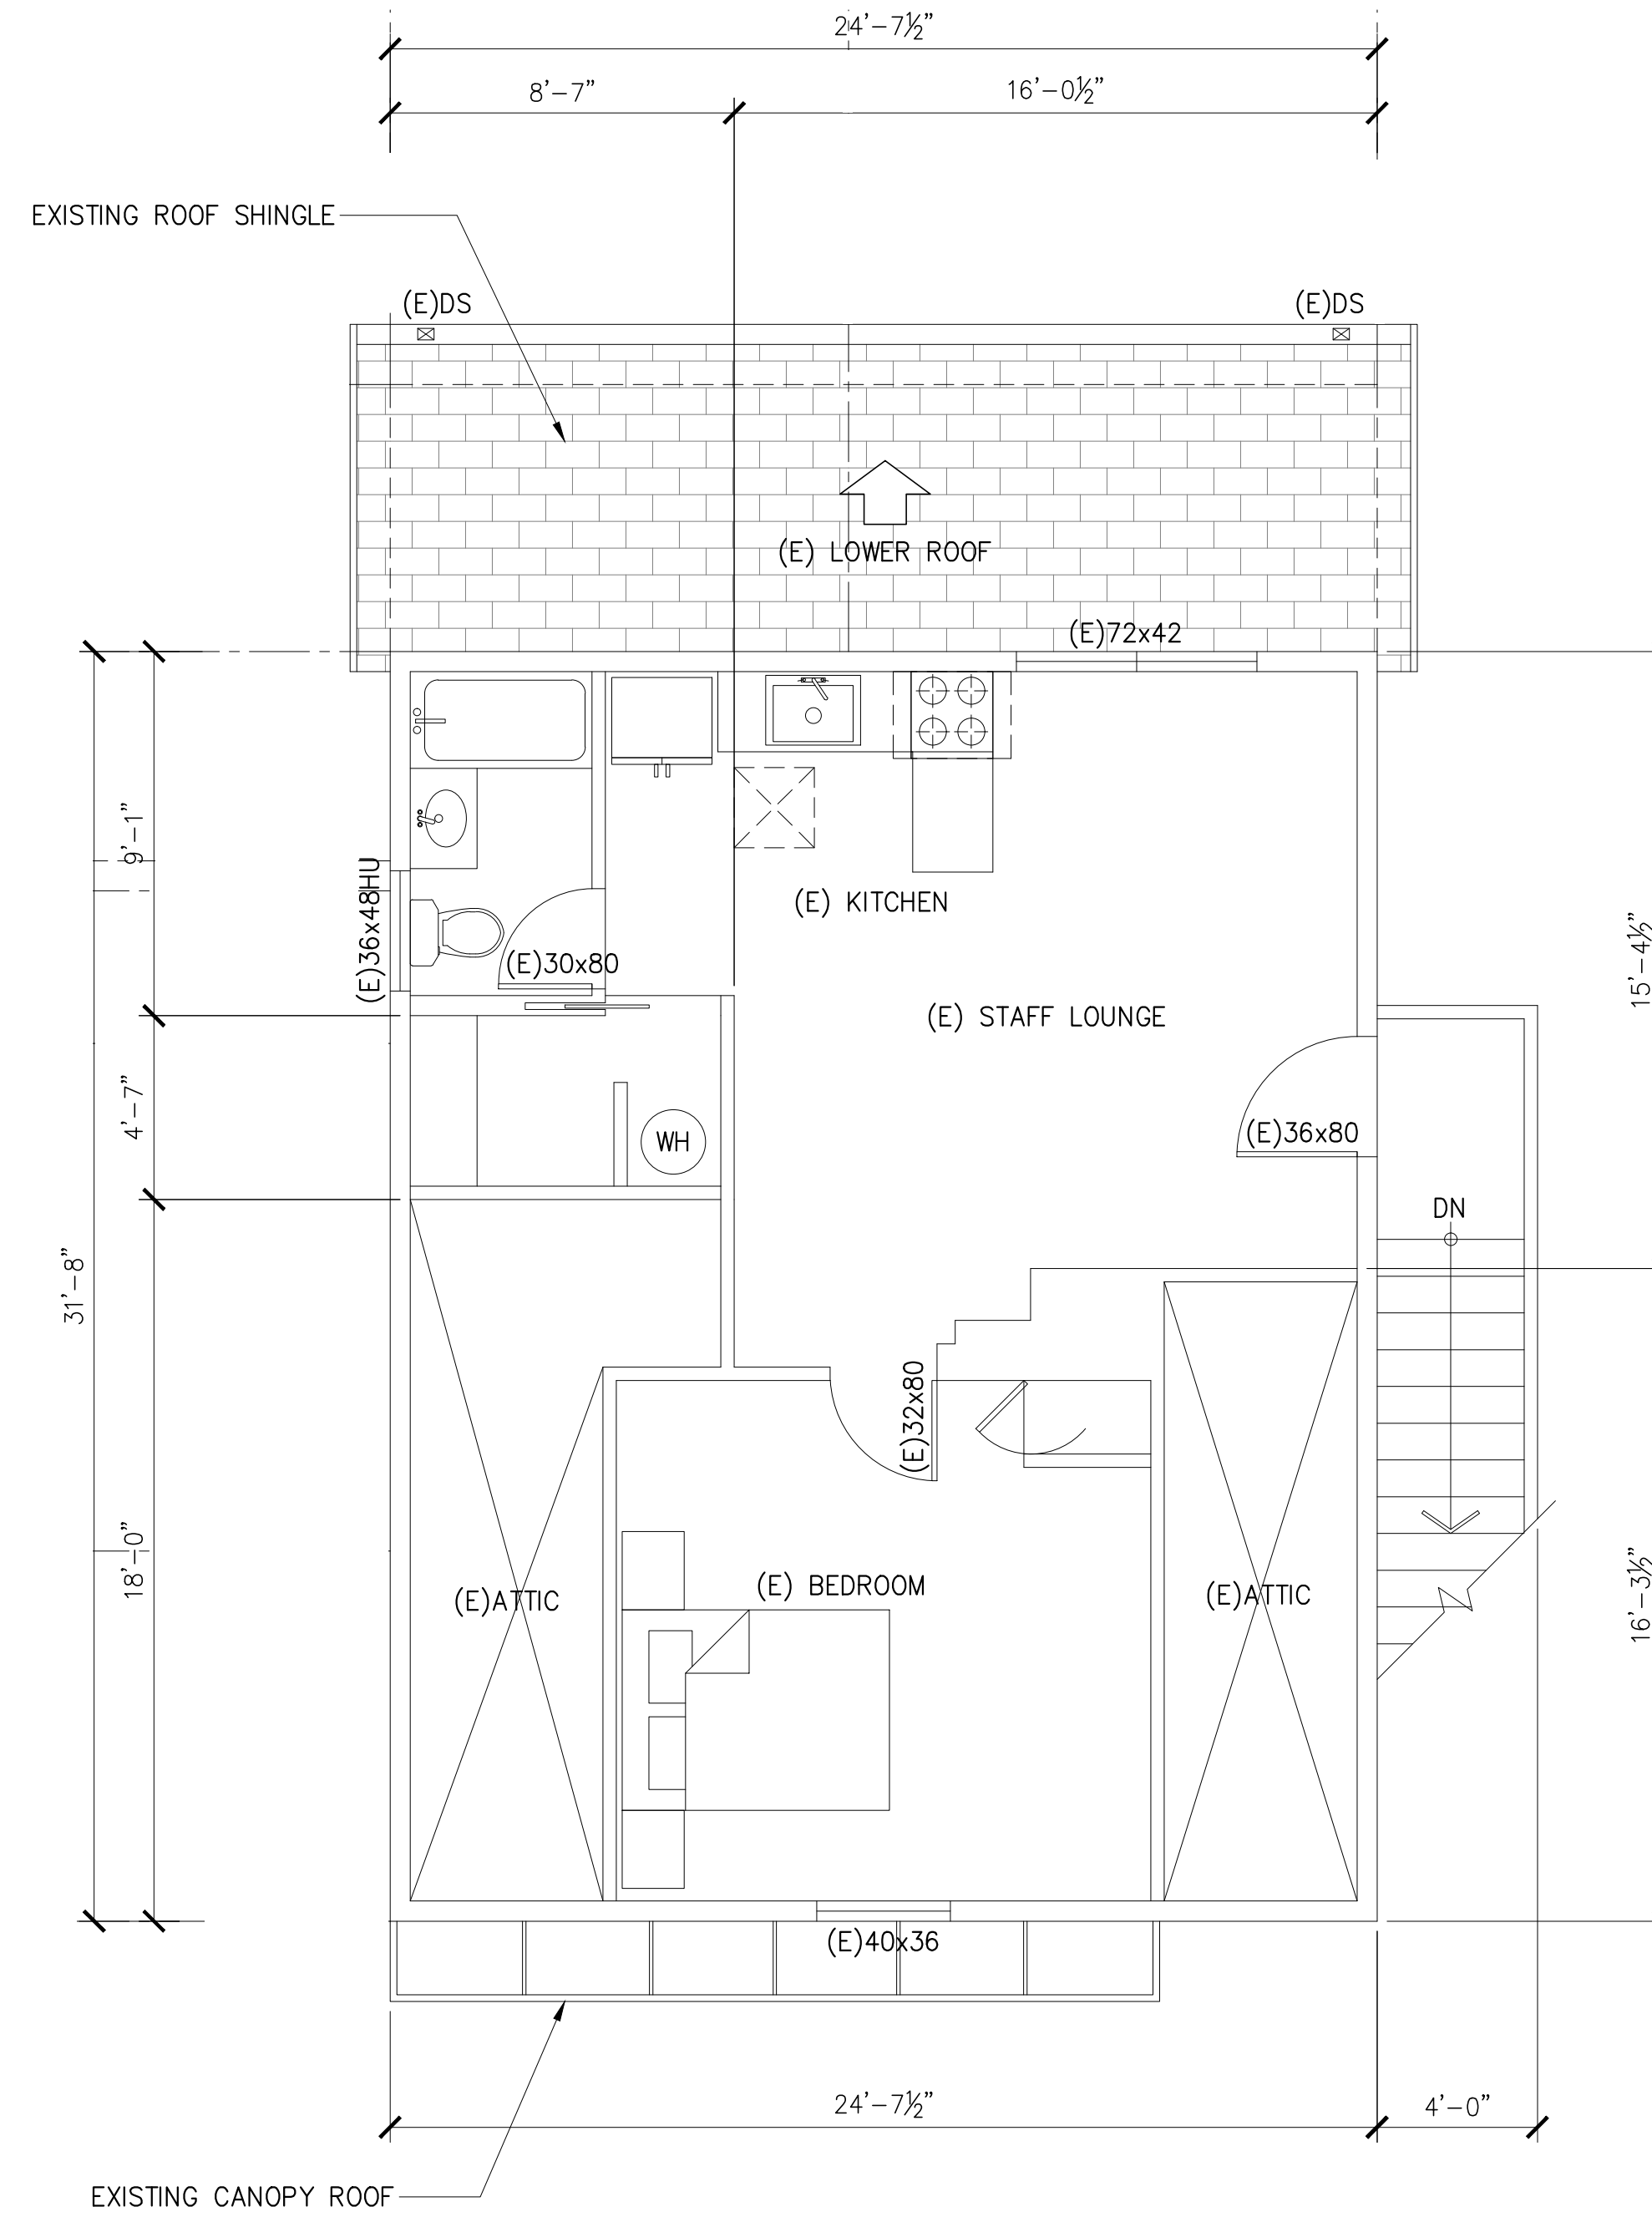 24'-7½"
8'-7"
16'-0½"
EXISTING ROOF SHINGLE
(E)DS
(E)DS
(E) LOWER ROOF
(E)72x42
9'-1"
(E)36x48HU
(E) KITCHEN
(E)30x80
(E) STAFF LOUNGE
15'-4½"
4'-7"
WH
(E)36x80
DN
31'-8"
(E)32x80
18'-0"
(E)ATTIC
(E) BEDROOM
(E)ATTIC
16'-3½"
(E)40x36
24'-7½"
4'-0"
EXISTING CANOPY ROOF